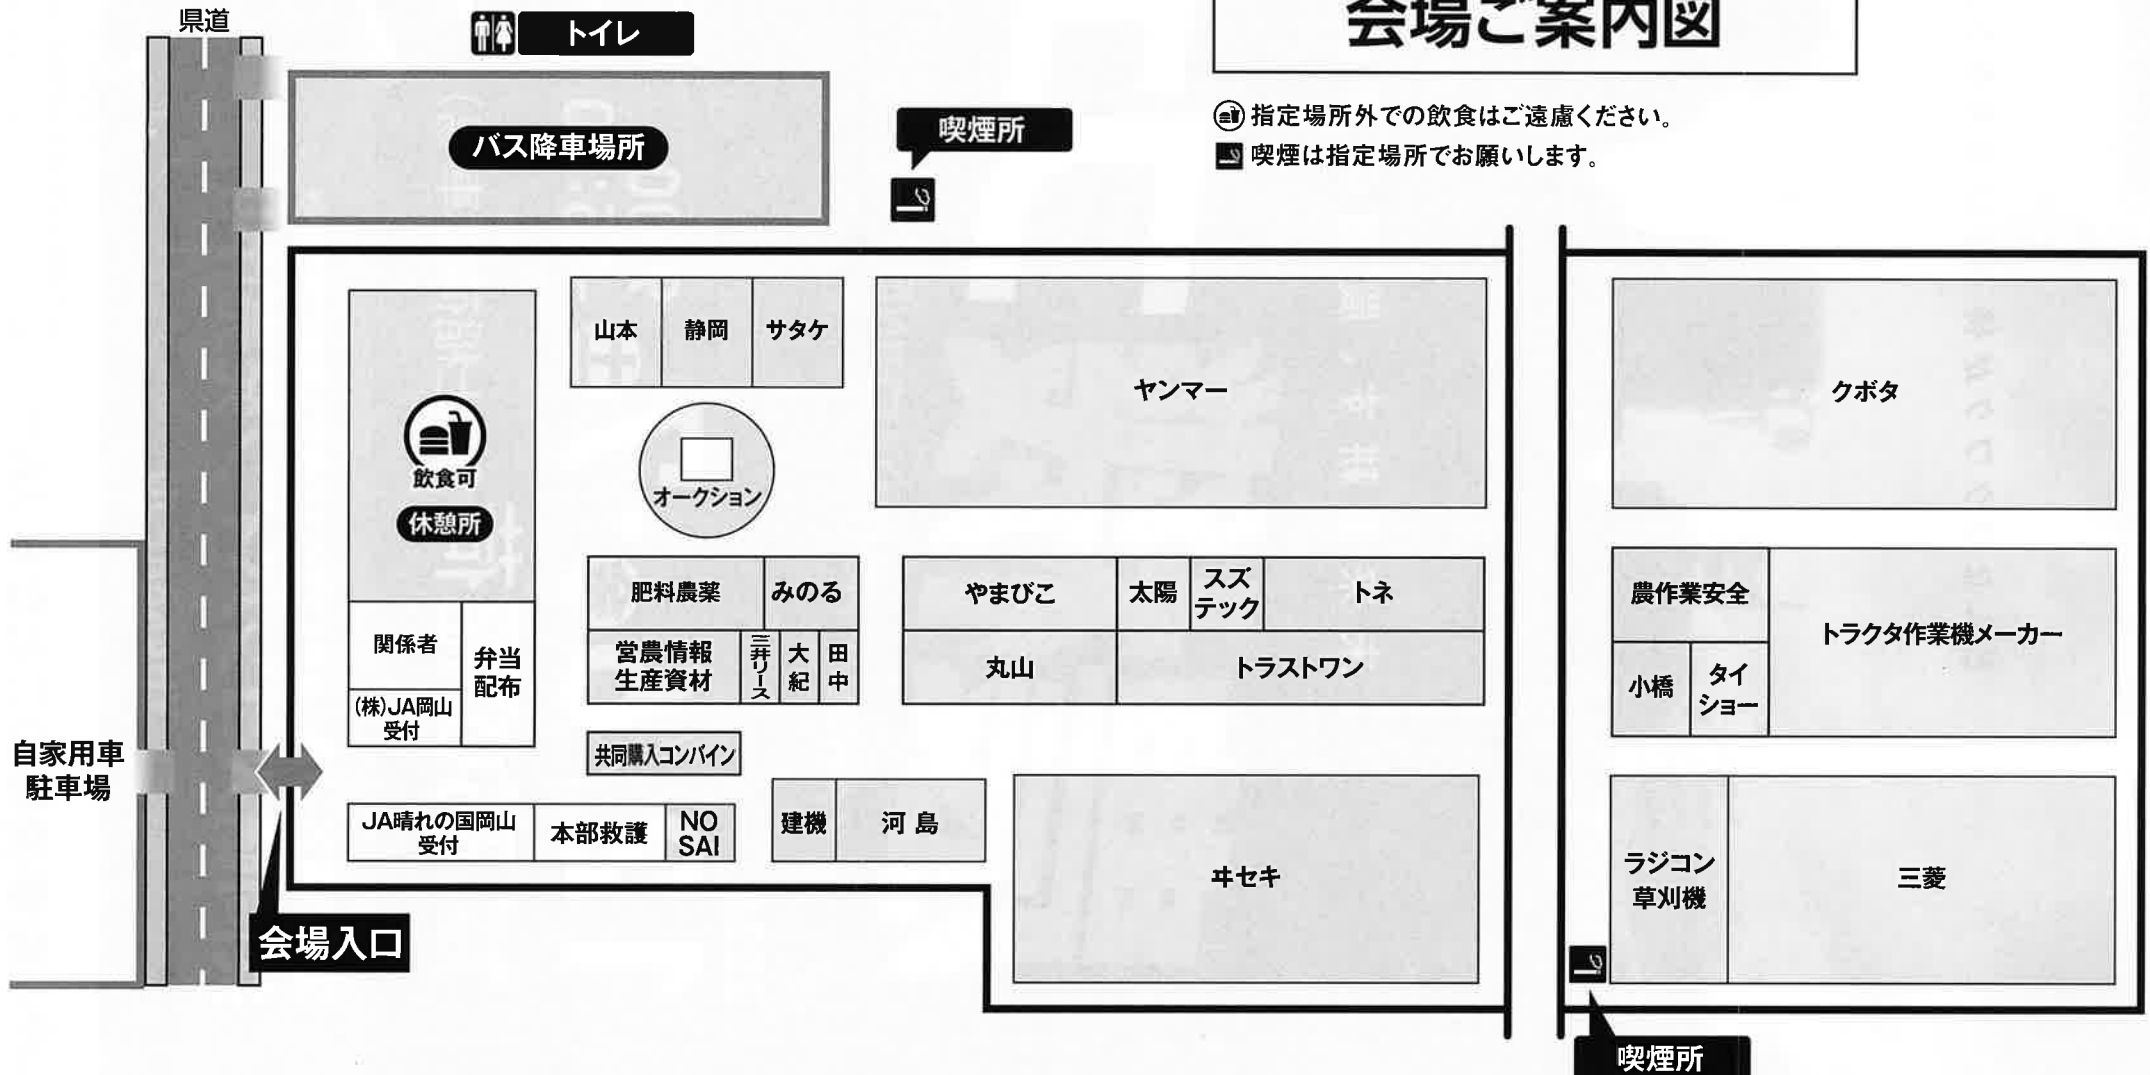 会場ご案内図
指定場所外での飲食はご遠慮ください。
喫煙は指定場所でお願いします。
県道
トイレ
バス降車場所
喫煙所
山本
静岡
サタケ
ヤンマー
クボタ
飲食可
休憩所
オークション
肥料農薬
みのる
営農情報
生産資材
三井リース
大紀
田中
やまびこ
太陽
スズ
テック
トネ
丸山
トラストワン
農作業安全
小橋
タイ
ショー
トラクタ作業機メーカー
関係者
弁当
配布
(株)JA岡山
受付
共同購入コンバイン
自家用車
駐車場
JA晴れの国岡山
受付
本部救護
NO
SAI
建機
河島
ヰセキ
ラジコン
草刈機
三菱
会場入口
喫煙所